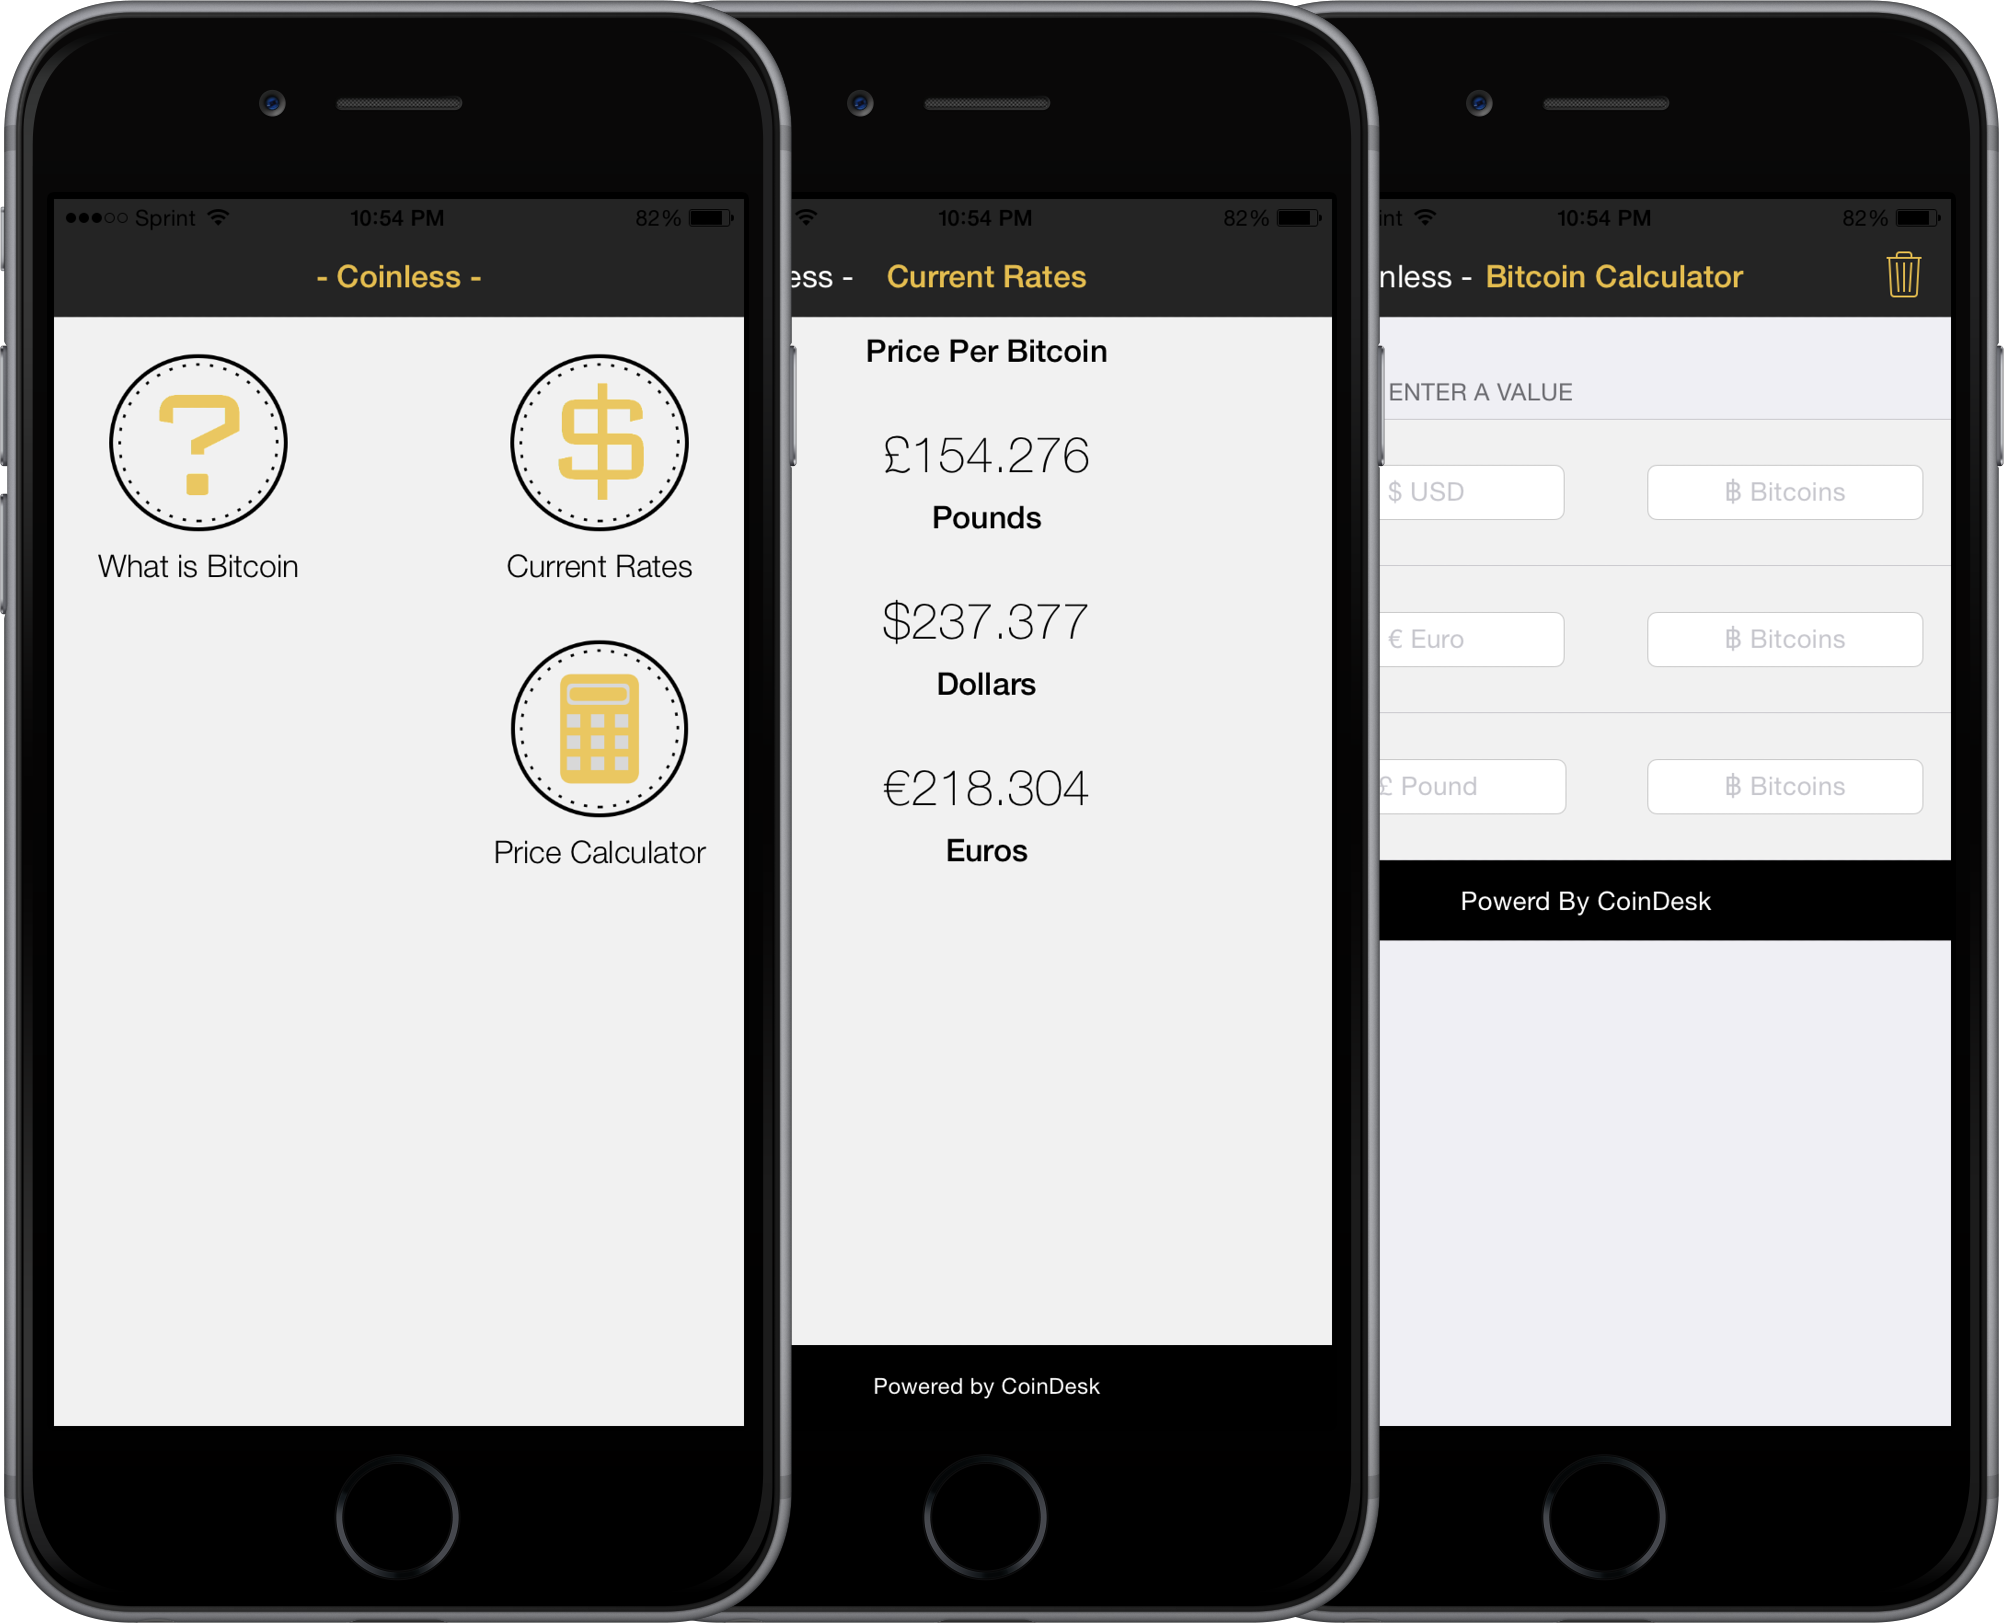 Sprint 10:54 PM 82%
- Coinless -
What is Bitcoin
Current Rates
Price Calculator
10:54 PM 82%
ess - Current Rates
Price Per Bitcoin
£154.276
Pounds
$237.377
Dollars
€218.304
Euros
Powered by CoinDesk
int 10:54 PM 82%
nless - Bitcoin Calculator
ENTER A VALUE
$ USD ฿ Bitcoins
€ Euro ฿ Bitcoins
£ Pound ฿ Bitcoins
Powerd By CoinDesk